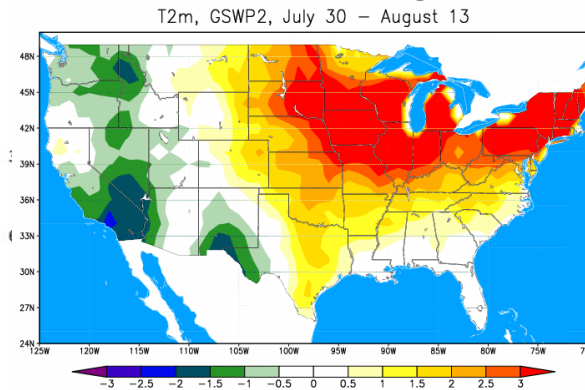 T2m, GSWP2, July 30 – August 13
48N
45N
42N
39N
36N
33N
30N
27N
24N
125W 120W 115W 110W 105W 100W 95W 90W 85W 80W 75W
-3 -2.5 -2 -1.5 -1 -0.5 0 0.5 1 1.5 2 2.5 3